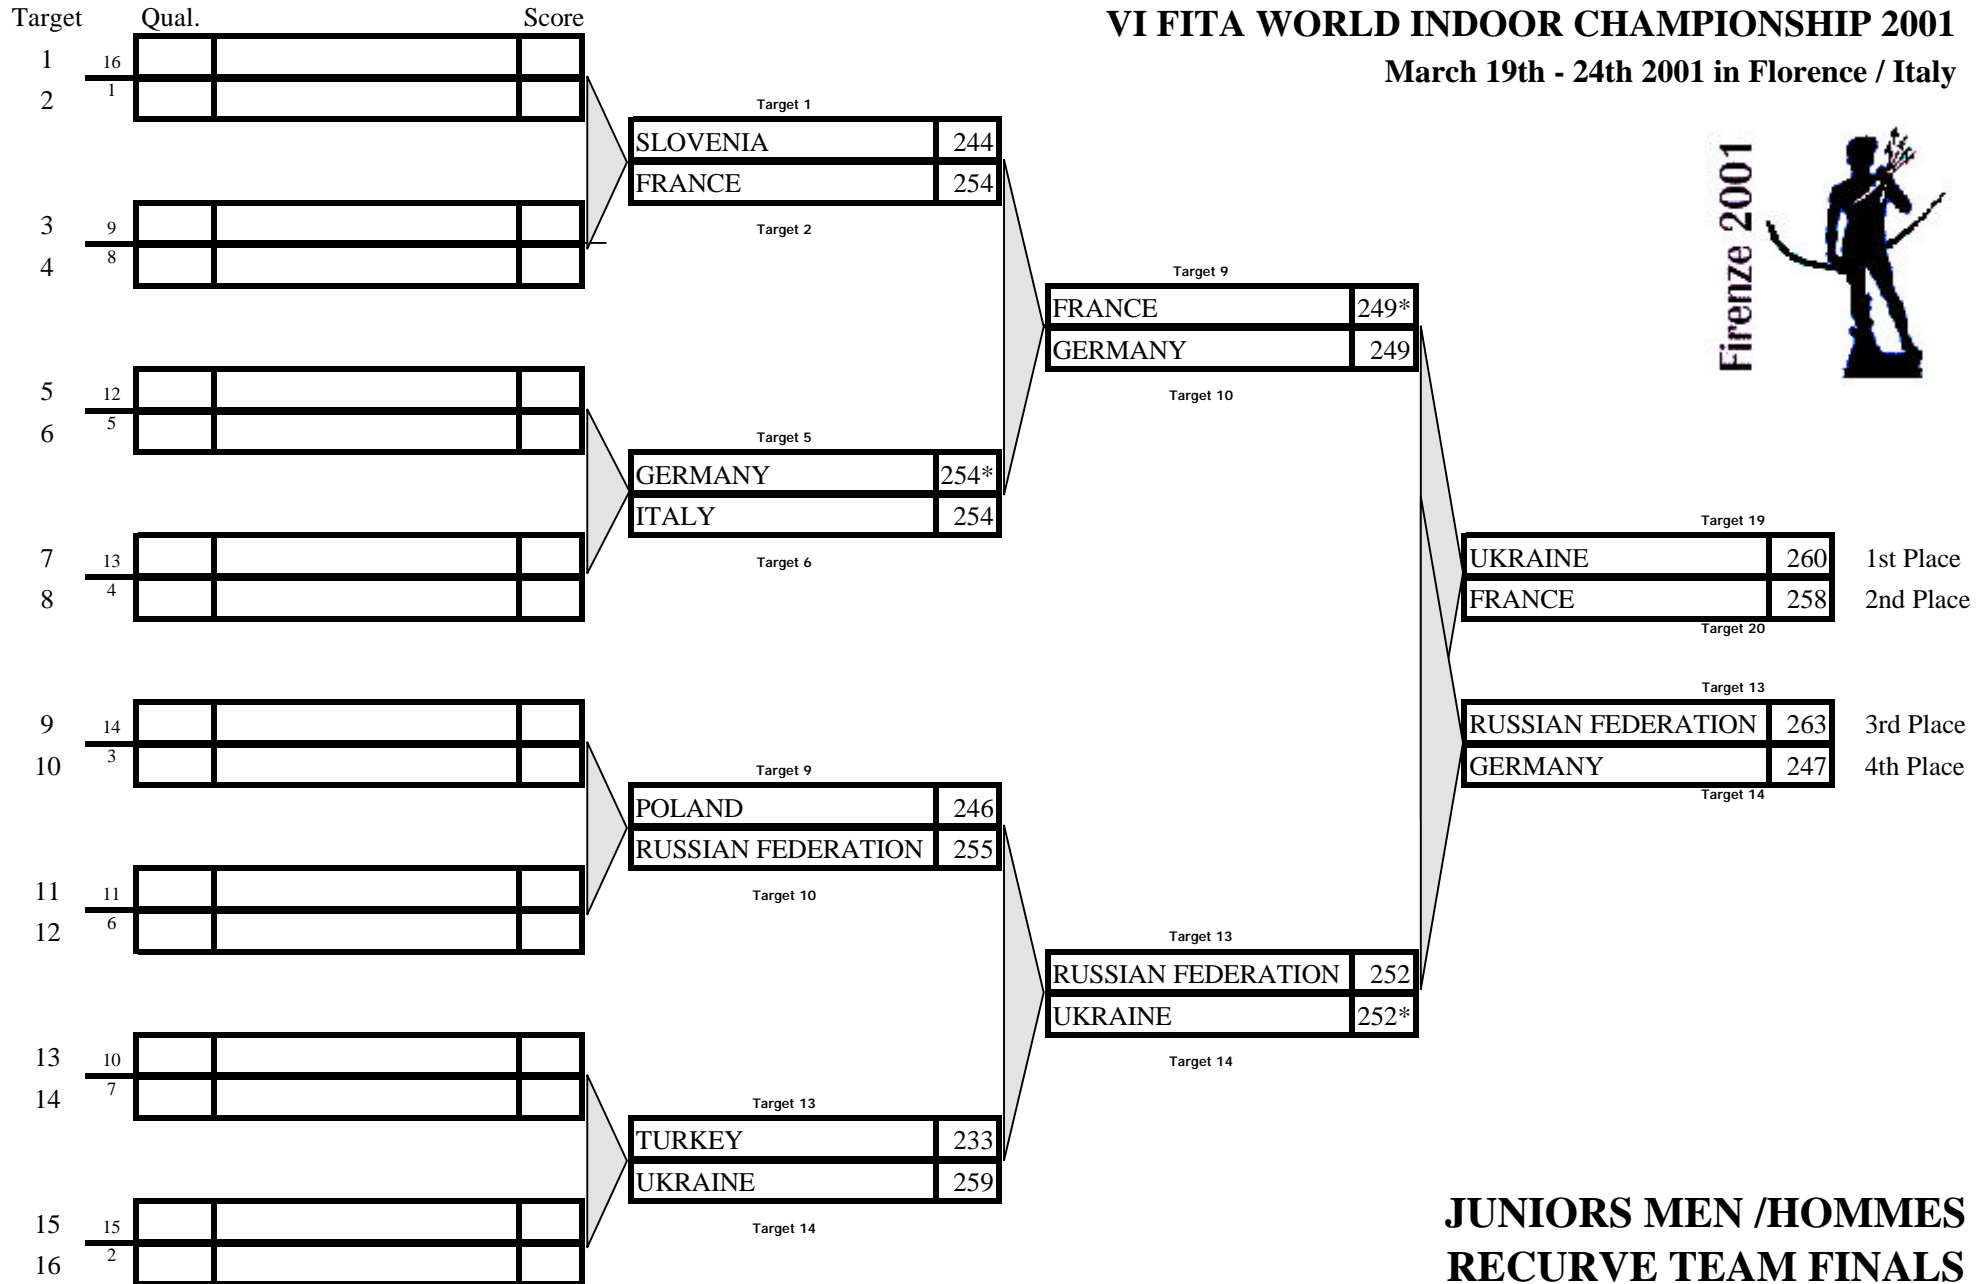 Target Qual. Score
VI FITA WORLD INDOOR CHAMPIONSHIP 2001
March 19th - 24th 2001 in Florence / Italy
Firenze 2001
1 16
2 1
3 9
4 8
5 12
6 5
7 13
8 4
9 14
10 3
11 11
12 6
13 10
14 7
15 15
16 2
Target 1
SLOVENIA 244
FRANCE 254
Target 2
Target 5
GERMANY 254*
ITALY 254
Target 6
Target 9
POLAND 246
RUSSIAN FEDERATION 255
Target 10
Target 13
TURKEY 233
UKRAINE 259
Target 14
Target 9
FRANCE 249*
GERMANY 249
Target 10
Target 13
RUSSIAN FEDERATION 252
UKRAINE 252*
Target 14
Target 19
UKRAINE 260 1st Place
FRANCE 258 2nd Place
Target 20
Target 13
RUSSIAN FEDERATION 263 3rd Place
GERMANY 247 4th Place
Target 14
JUNIORS MEN /HOMMES
RECURVE TEAM FINALS